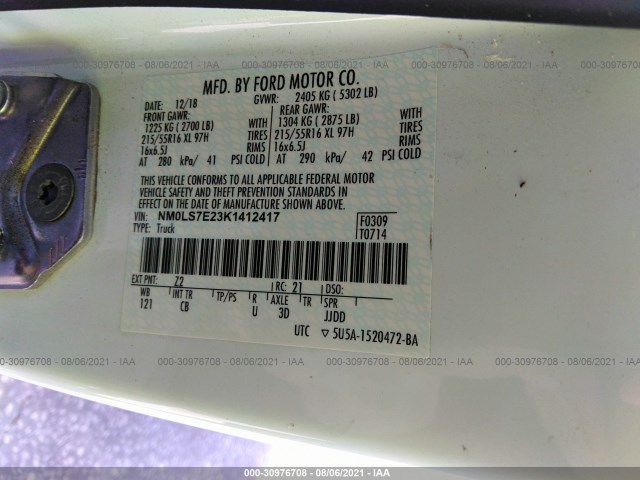 000-30976708 - 08/06/2021 - IAA
MFD. BY FORD MOTOR CO.
DATE: 12/18 GVWR: 2405 KG ( 5302 LB)
FRONT GAWR: REAR GAWR:
1225 KG ( 2700 LB) WITH 1304 KG ( 2875 LB) WITH
215/55R16 XL 97H TIRES 215/55R16 XL 97H TIRES
16x6.5J RIMS 16x6.5J RIMS
AT 280 kPa/ 41 PSI COLD AT 290 kPa/ 42 PSI COLD
THIS VEHICLE CONFORMS TO ALL APPLICABLE FEDERAL MOTOR
VEHICLE SAFETY AND THEFT PREVENTION STANDARDS IN
EFFECT ON THE DATE OF MANUFACTURE SHOWN ABOVE.
VIN: NM0LS7E23K1412417 F0309
TYPE: Truck T0714
EXT PNT: Z2 RC: 21 DSO:
WB INT TR TP/PS R AXLE TR SPR
121 CB U 3D JJDD
UTC ▽ 5U5A-1520472-BA
000-30976708 - 08/06/2021 - IAA